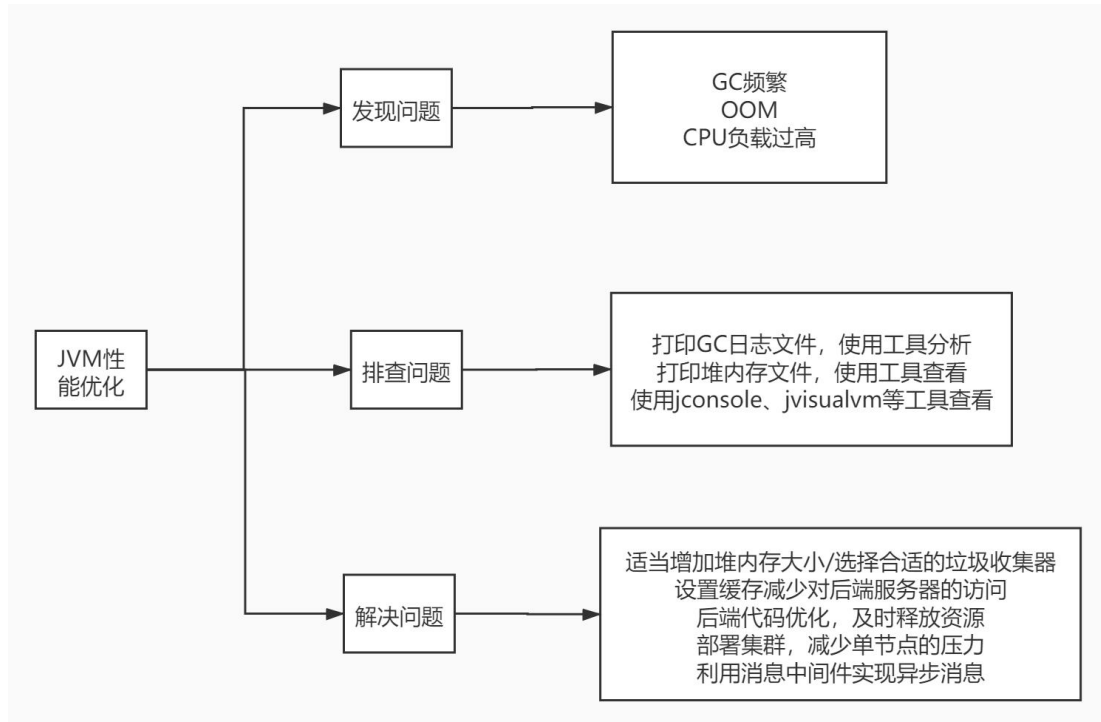 JVM性
能优化
发现问题
GC频繁
OOM
CPU负载过高
排查问题
打印GC日志文件，使用工具分析
打印堆内存文件，使用工具查看
使用jconsole、jvisualvm等工具查看
解决问题
适当增加堆内存大小/选择合适的垃圾收集器
设置缓存减少对后端服务器的访问
后端代码优化，及时释放资源
部署集群，减少单节点的压力
利用消息中间件实现异步消息